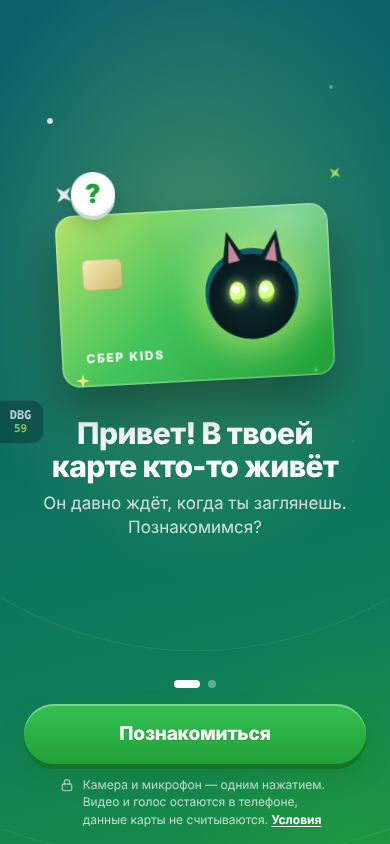 ?
СБЕР KIDS
DBG
59
Привет! В твоей
карте кто-то живёт
Он давно ждёт, когда ты заглянешь.
Познакомимся?
Познакомиться
Камера и микрофон — одним нажатием.
Видео и голос остаются в телефоне,
данные карты не считываются. Условия